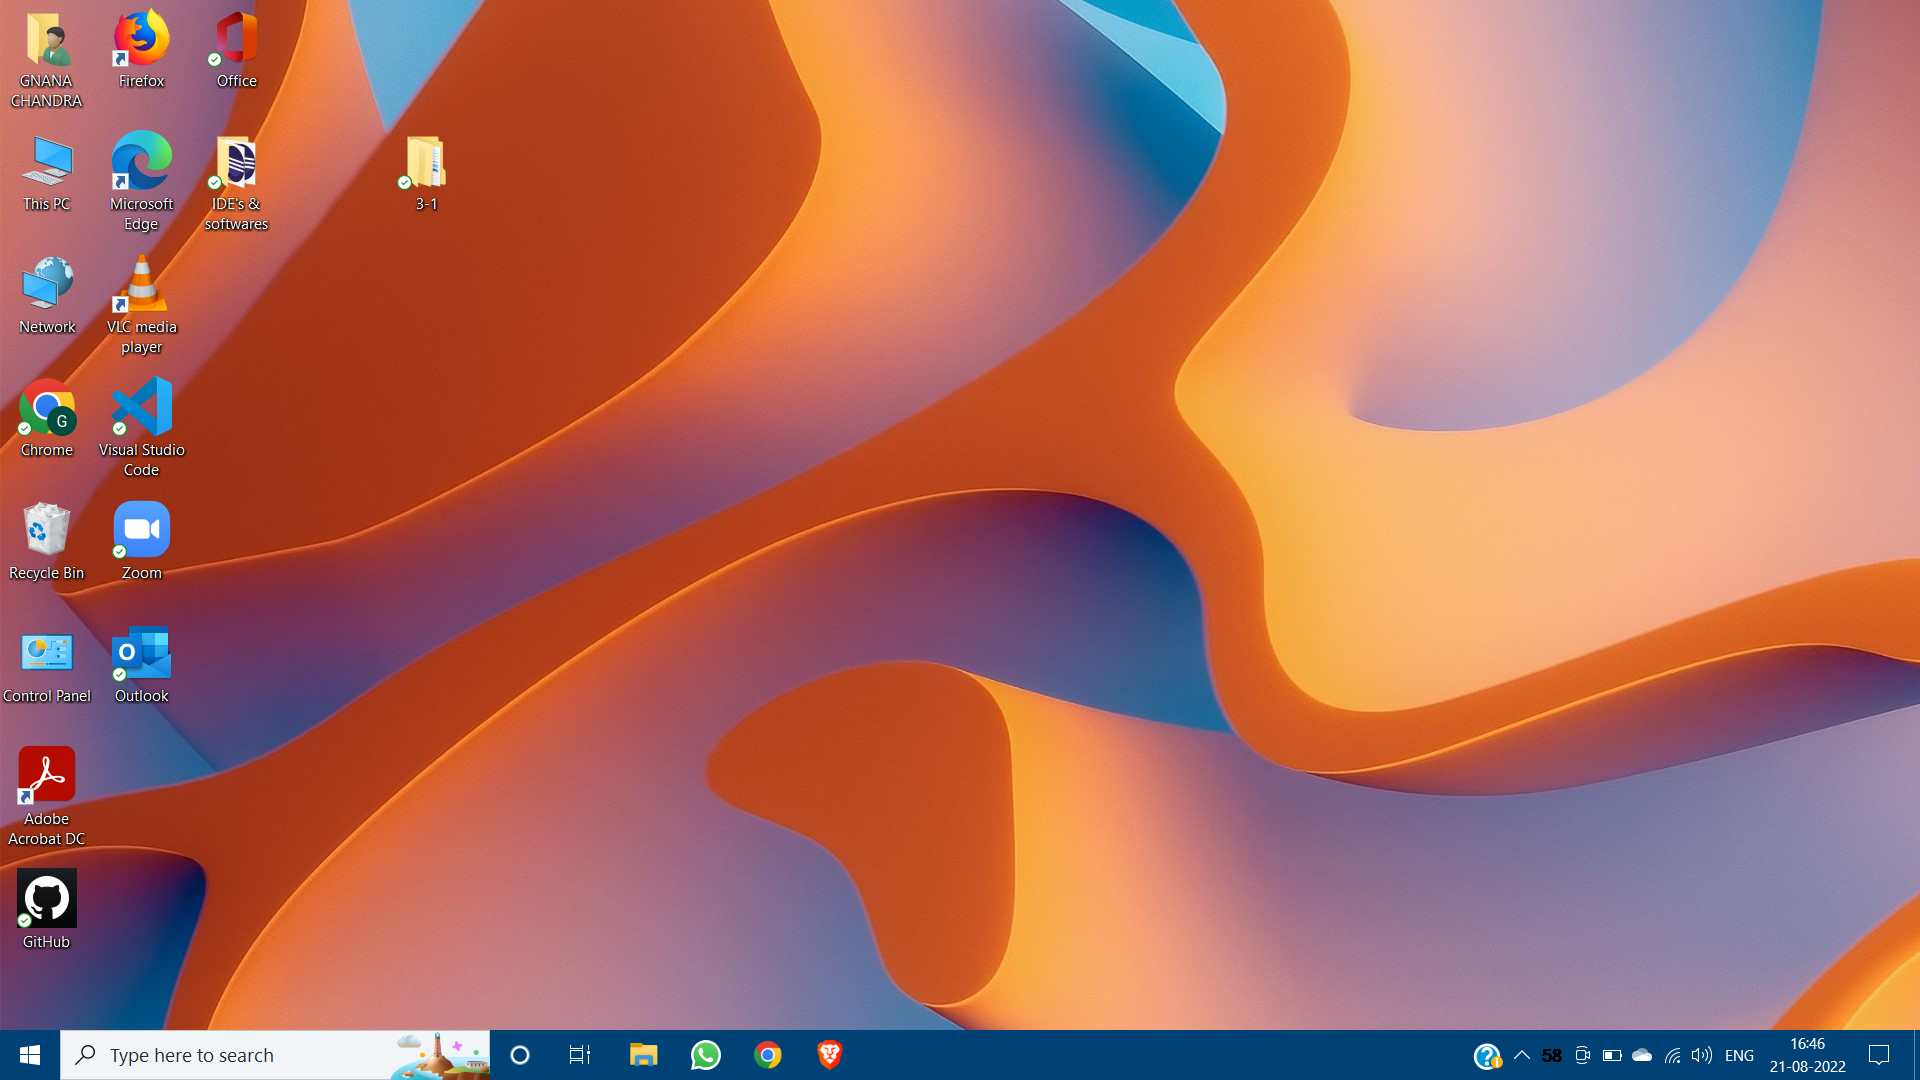 GNANA
CHANDRA
Firefox
Office
This PC
Microsoft
Edge
IDE's &
softwares
3-1
Network
VLC media
player
G
Chrome
Visual Studio
Code
Recycle Bin
Zoom
Control Panel
O
Outlook
Adobe
Acrobat DC
GitHub
Type here to search
58
ENG
16:46
21-08-2022